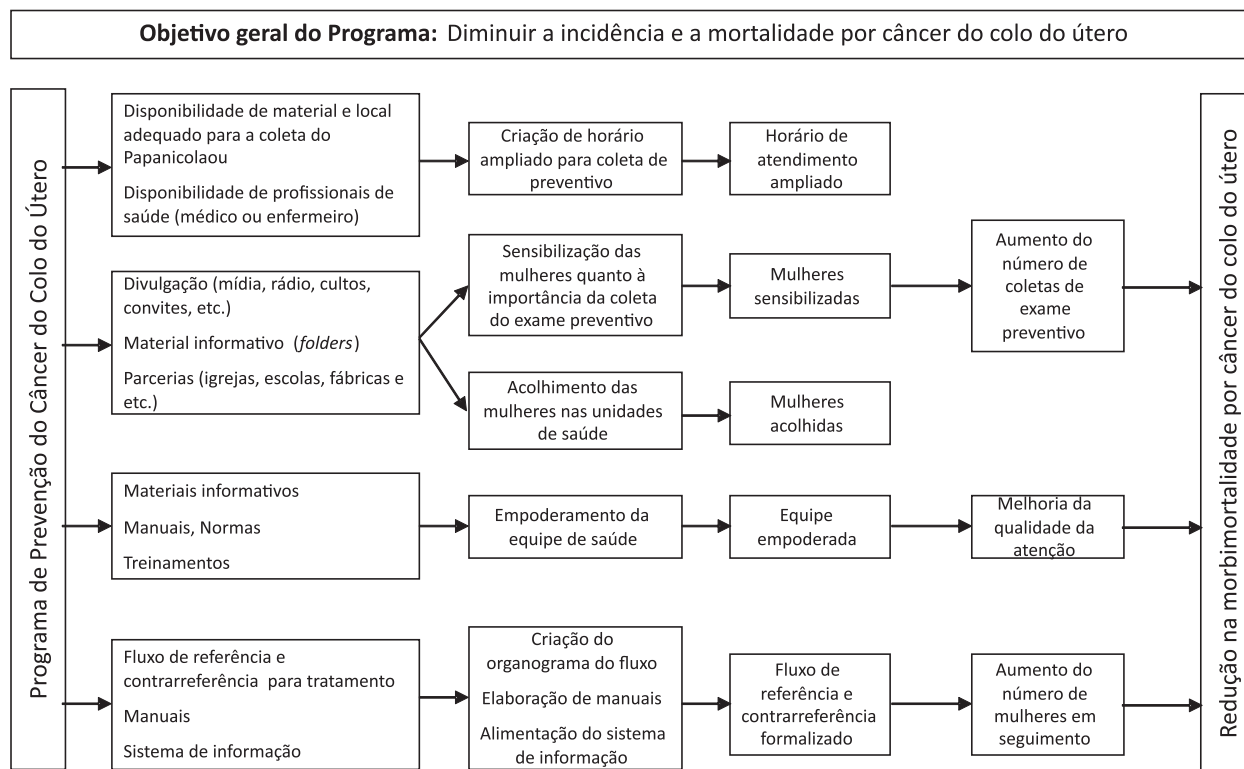 Objetivo geral do Programa: Diminuir a incidência e a mortalidade por câncer do colo do útero
Programa de Prevenção do Câncer do Colo do Útero
Disponibilidade de material e local
adequado para a coleta do
Papanicolaou
Disponibilidade de profissionais de
saúde (médico ou enfermeiro)
Criação de horário
ampliado para coleta de
preventivo
Horário de
atendimento
ampliado
Divulgação (mídia, rádio, cultos,
convites, etc.)
Material informativo (folders)
Parcerias (igrejas, escolas, fábricas e
etc.)
Sensibilização das
mulheres quanto à
importância da coleta
do exame preventivo
Mulheres
sensibilizadas
Aumento do
número de
coletas de
exame
preventivo
Acolhimento das
mulheres nas unidades
de saúde
Mulheres
acolhidas
Materiais informativos
Manuais, Normas
Treinamentos
Empoderamento da
equipe de saúde
Equipe
empoderada
Melhoria da
qualidade da
atenção
Fluxo de referência e
contrarreferência para tratamento
Manuais
Sistema de informação
Criação do
organograma do fluxo
Elaboração de manuais
Alimentação do sistema
de informação
Fluxo de
referência e
contrarreferência
formalizado
Aumento do
número de
mulheres em
seguimento
Redução na morbimortalidade por câncer do colo do útero